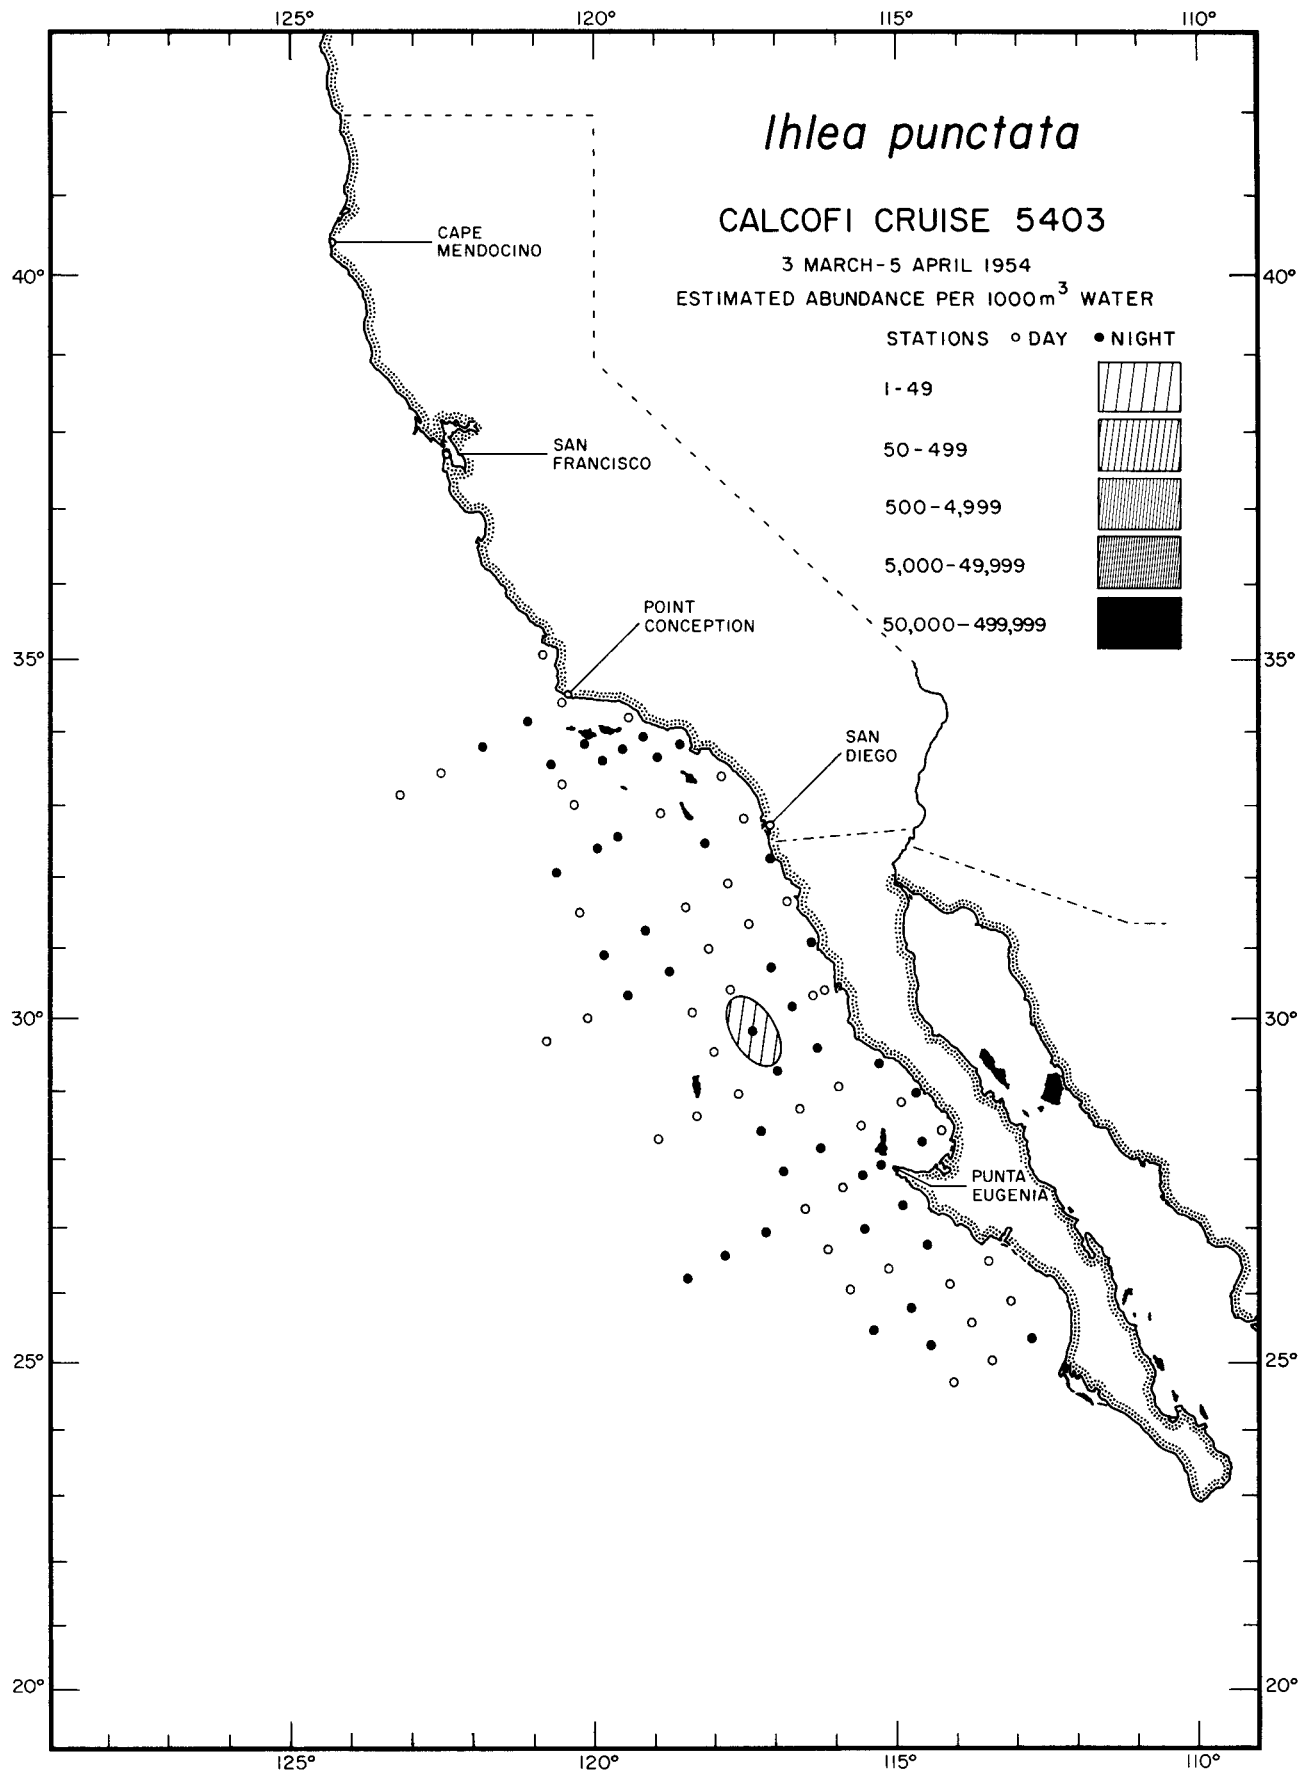 125° 120° 115° 110°
Ihlea punctata
CALCOFI CRUISE 5403
3 MARCH-5 APRIL 1954
ESTIMATED ABUNDANCE PER 1000m³ WATER
STATIONS ○ DAY ● NIGHT
1-49
50-499
500-4,999
5,000-49,999
50,000-499,999
CAPE
MENDOCINO
40° 40°
SAN
FRANCISCO
POINT
CONCEPTION
35° 35°
SAN
DIEGO
30° 30°
PUNTA
EUGENIA
25° 25°
20° 20°
125° 120° 115° 110°